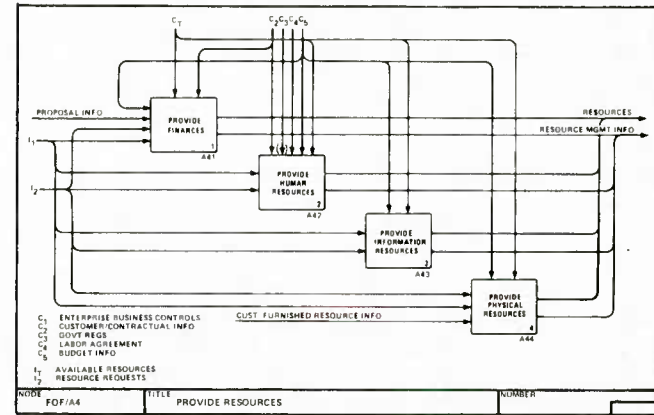 C₁ C₂ C₃ C₄ C₅
PROPOSAL INFO
PROVIDE
FINANCES
1
A41
RESOURCES
RESOURCE MGMT INFO
I₁
PROVIDE
HUMAN
RESOURCES
2
A42
I₂
PROVIDE
INFORMATION
RESOURCES
3
A43
PROVIDE
PHYSICAL
RESOURCES
4
A44
CUST. FURNISHED RESOURCE INFO
C₁ ENTERPRISE BUSINESS CONTROLS
C₂ CUSTOMER/CONTRACTUAL INFO
C₃ GOVT REGS
C₄ LABOR AGREEMENT
C₅ BUDGET INFO
I₁ AVAILABLE RESOURCES
I₂ RESOURCE REQUESTS
NODE FOF/A4
TITLE PROVIDE RESOURCES
NUMBER